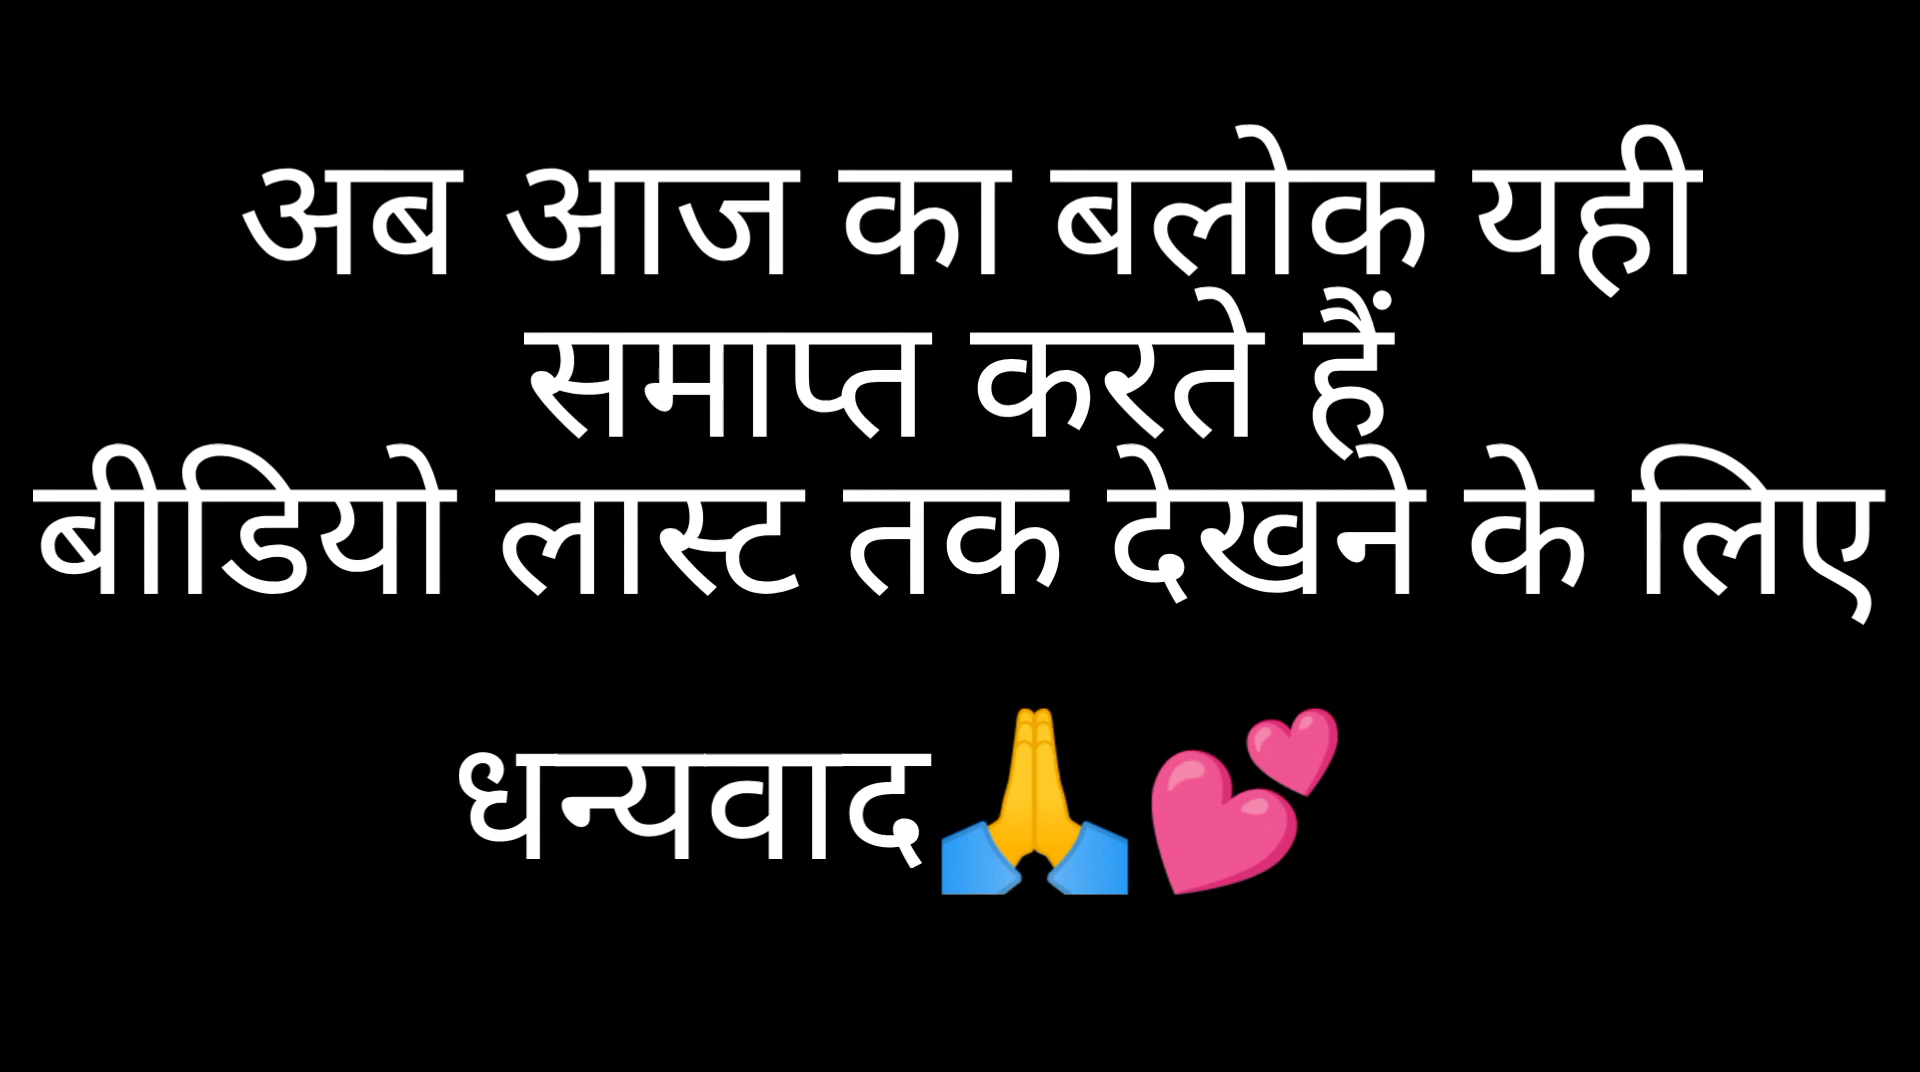 अब आज का बलोक यही
समाप्त करते हैं
बीडियो लास्ट तक देखने के लिए
धन्यवाद🙏💕